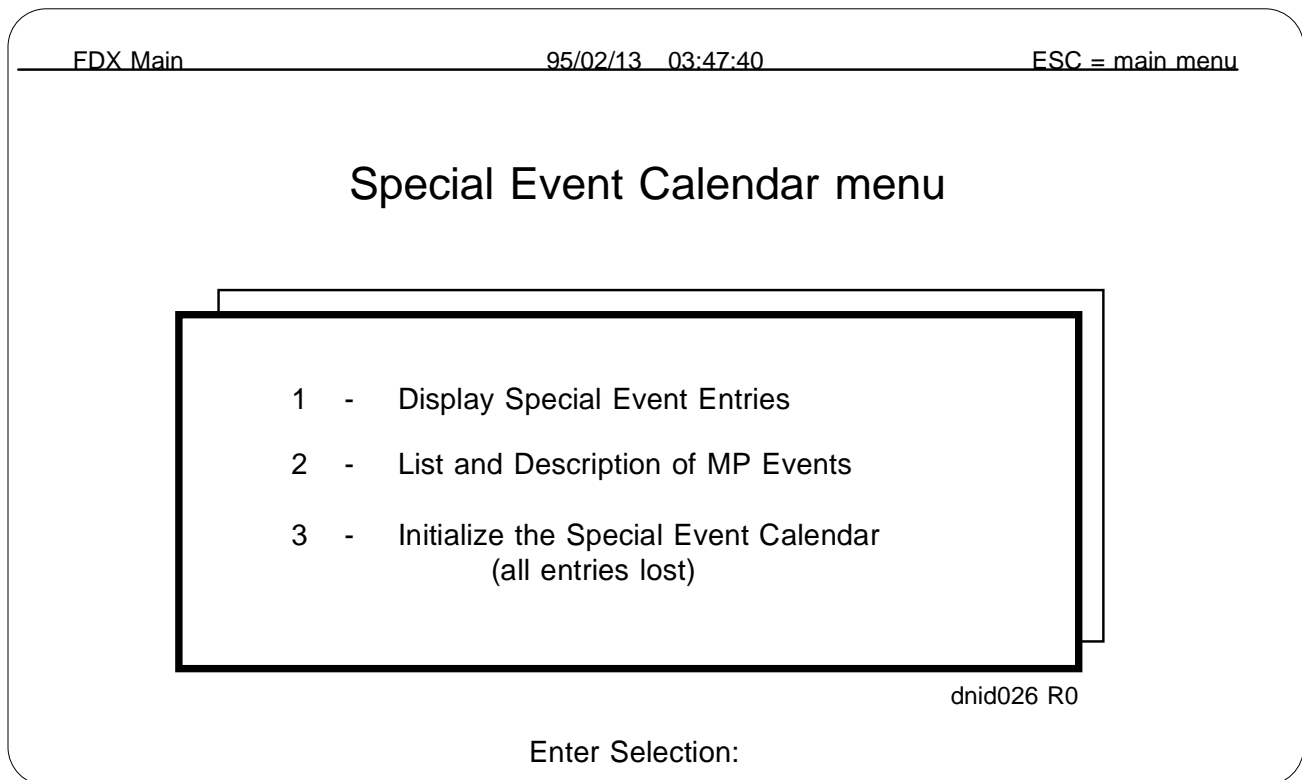 FDX Main 95/02/13 03:47:40 ESC = main menu
Special Event Calendar menu
1 - Display Special Event Entries
2 - List and Description of MP Events
3 - Initialize the Special Event Calendar
(all entries lost)
dnid026 R0
Enter Selection: